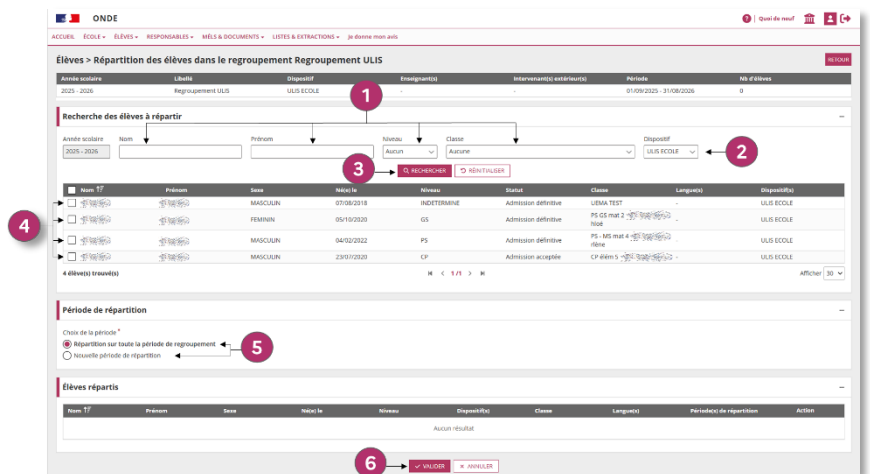 ONDE
Quoi de neuf
ACCUEIL ÉCOLE ÉLÈVES RESPONSABLES MÉLS & DOCUMENTS LISTES & EXTRACTIONS Je donne mon avis
Élèves > Répartition des élèves dans le regroupement Regroupement ULIS
RETOUR
Année scolaire Libellé Dispositif Enseignant(s) Intervenant(s) extérieur(s) Période Nb d'élèves
2025 - 2026 Regroupement ULIS ULIS ECOLE - - 01/09/2025 - 31/08/2026 0
1
Recherche des élèves à répartir
Année scolaire Nom Prénom Niveau Classe Dispositif
2025 - 2026 Aucun Aucune ULIS ECOLE
2
3
RECHERCHER RÉINITIALISER
Nom Prénom Sexe Né(e) le Niveau Statut Classe Langue(s) Dispositif(s)
MASCULIN 07/08/2018 INDETERMINE Admission définitive UEMA TEST - ULIS ECOLE
4
FEMININ 05/10/2020 GS Admission définitive PS GS mat 2 hloé - ULIS ECOLE
MASCULIN 04/02/2022 PS Admission définitive PS - MS mat 4 rlène - ULIS ECOLE
MASCULIN 23/07/2020 CP Admission acceptée CP élém 5 - ULIS ECOLE
4 élève(s) trouvé(s) 1 /1 Afficher 30
Période de répartition
Choix de la période *
Répartition sur toute la période de regroupement
5
Nouvelle période de répartition
Élèves répartis
Nom Prénom Sexe Né(e) le Niveau Dispositif(s) Classe Langue(s) Période(s) de répartition Action
Aucun résultat
6
VALIDER ANNULER